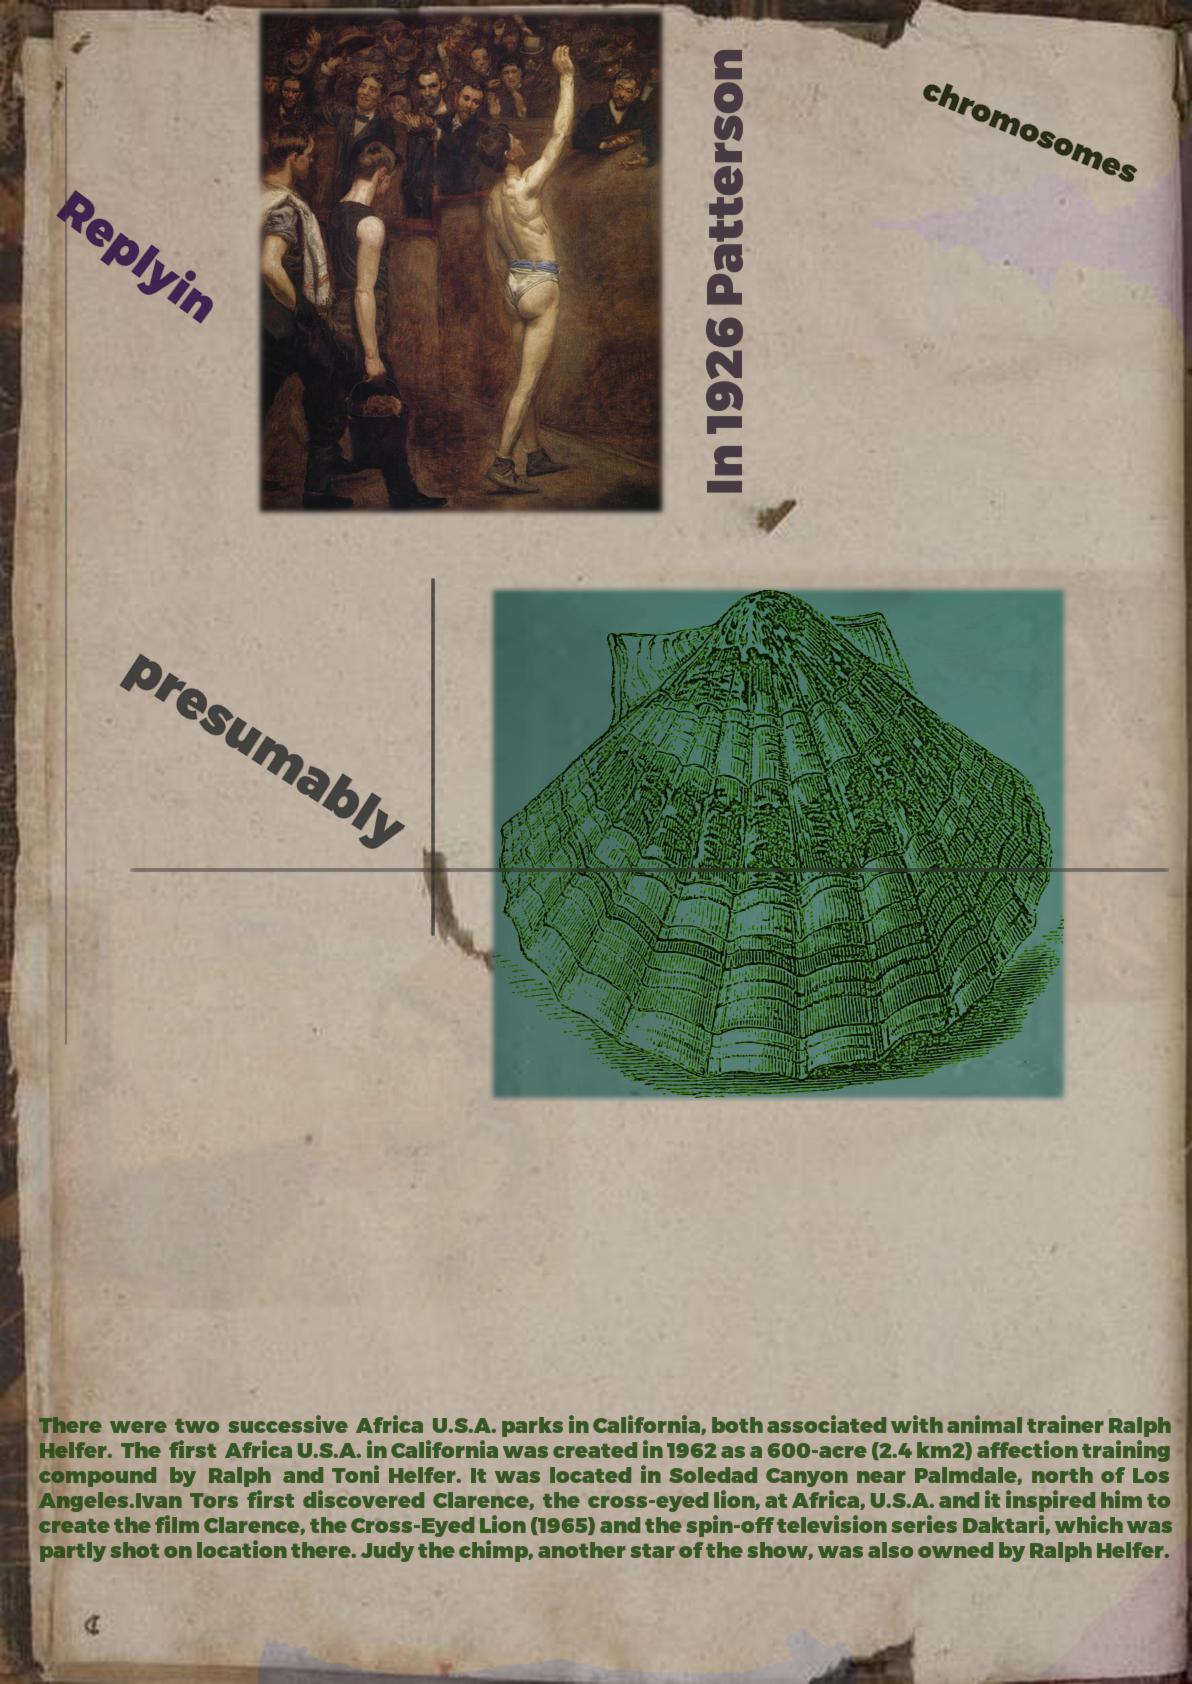 chromosomes
In 1926 Patterson
Replyin
presumably
There were two successive Africa U.S.A. parks in California, both associated with animal trainer Ralph
Helfer. The first Africa U.S.A. in California was created in 1962 as a 600-acre (2.4 km2) affection training
compound by Ralph and Toni Helfer. It was located in Soledad Canyon near Palmdale, north of Los
Angeles.Ivan Tors first discovered Clarence, the cross-eyed lion, at Africa, U.S.A. and it inspired him to
create the film Clarence, the Cross-Eyed Lion (1965) and the spin-off television series Daktari, which was
partly shot on location there. Judy the chimp, another star of the show, was also owned by Ralph Helfer.